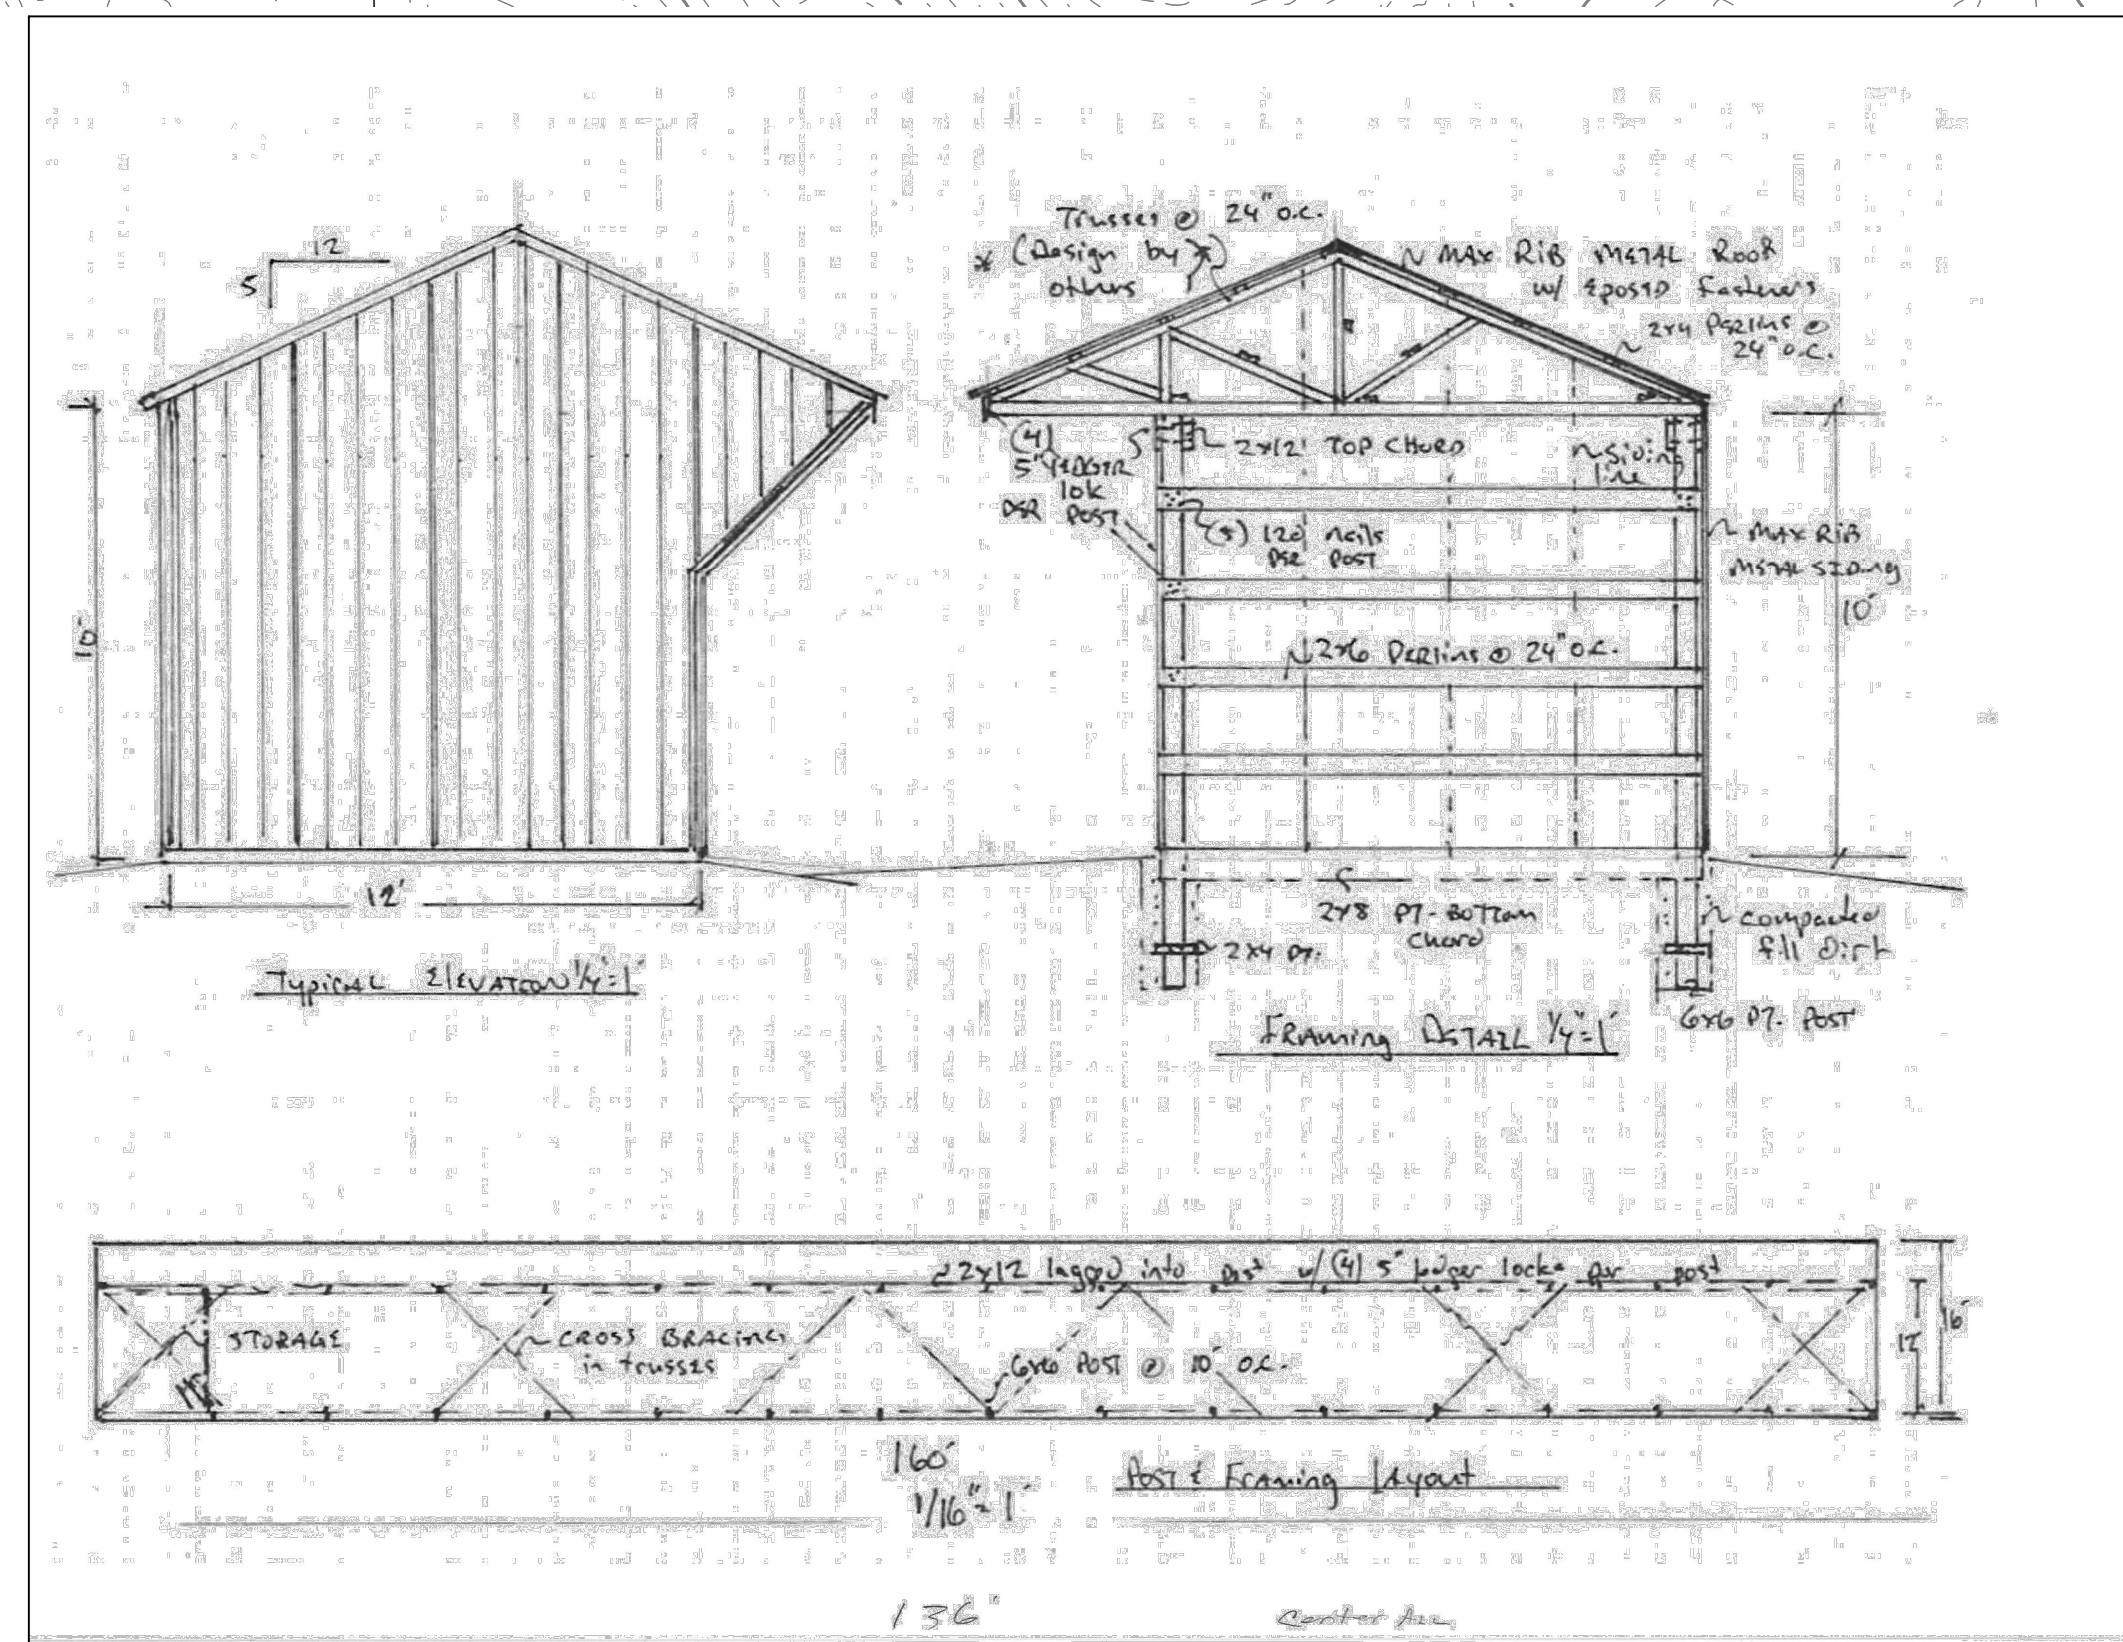 12
5
10'
12'
Typical Elevation 1/4"=1'
Trusses @ 24" o.c.
* (Design by *)
others
MAX RIB METAL ROOF
w/ Eposed fasteners
2x4 Perlins @
24" o.c.
(4)
5" LEDGER
lok
PER POST
2x12 TOP CHORD
Siding
line
(5) 12d nails
PER POST
MAX RIB
METAL SIDING
10'
2x6 Perlins @ 24" o.c.
2x8 PT- Bottom
Chord
2x4 PT.
compacted
fill Dirt
6x6 PT. POST
FRAMING DETAIL 1/4"=1'
2x12 lagged into post w/ (4) 5" ledger locks per post
STORAGE
CROSS BRACING
in trusses
6x6 POST @ 10' o.c.
12
16'
160'
1/16"=1'
Post & Framing Layout
136"